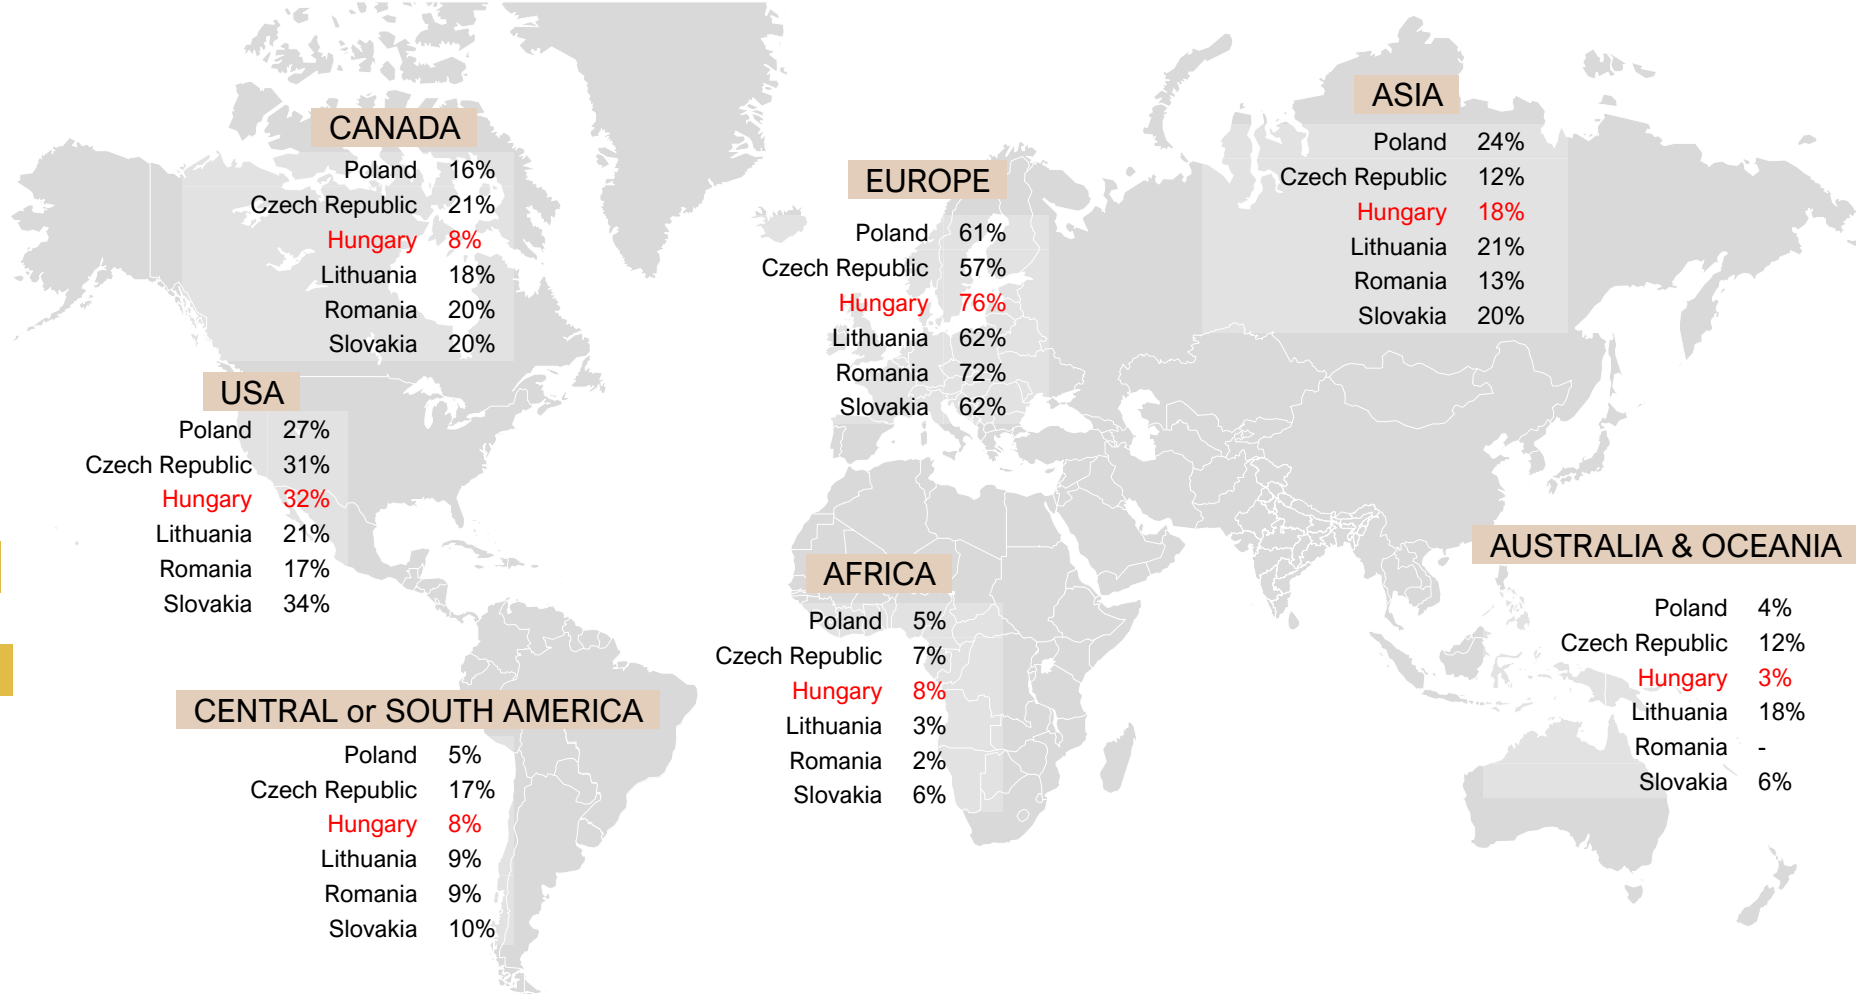 CANADA
Poland 16%
Czech Republic 21%
Hungary 8%
Lithuania 18%
Romania 20%
Slovakia 20%
USA
Poland 27%
Czech Republic 31%
Hungary 32%
Lithuania 21%
Romania 17%
Slovakia 34%
CENTRAL or SOUTH AMERICA
Poland 5%
Czech Republic 17%
Hungary 8%
Lithuania 9%
Romania 9%
Slovakia 10%
EUROPE
Poland 61%
Czech Republic 57%
Hungary 76%
Lithuania 62%
Romania 72%
Slovakia 62%
AFRICA
Poland 5%
Czech Republic 7%
Hungary 8%
Lithuania 3%
Romania 2%
Slovakia 6%
ASIA
Poland 24%
Czech Republic 12%
Hungary 18%
Lithuania 21%
Romania 13%
Slovakia 20%
AUSTRALIA & OCEANIA
Poland 4%
Czech Republic 12%
Hungary 3%
Lithuania 18%
Romania -
Slovakia 6%